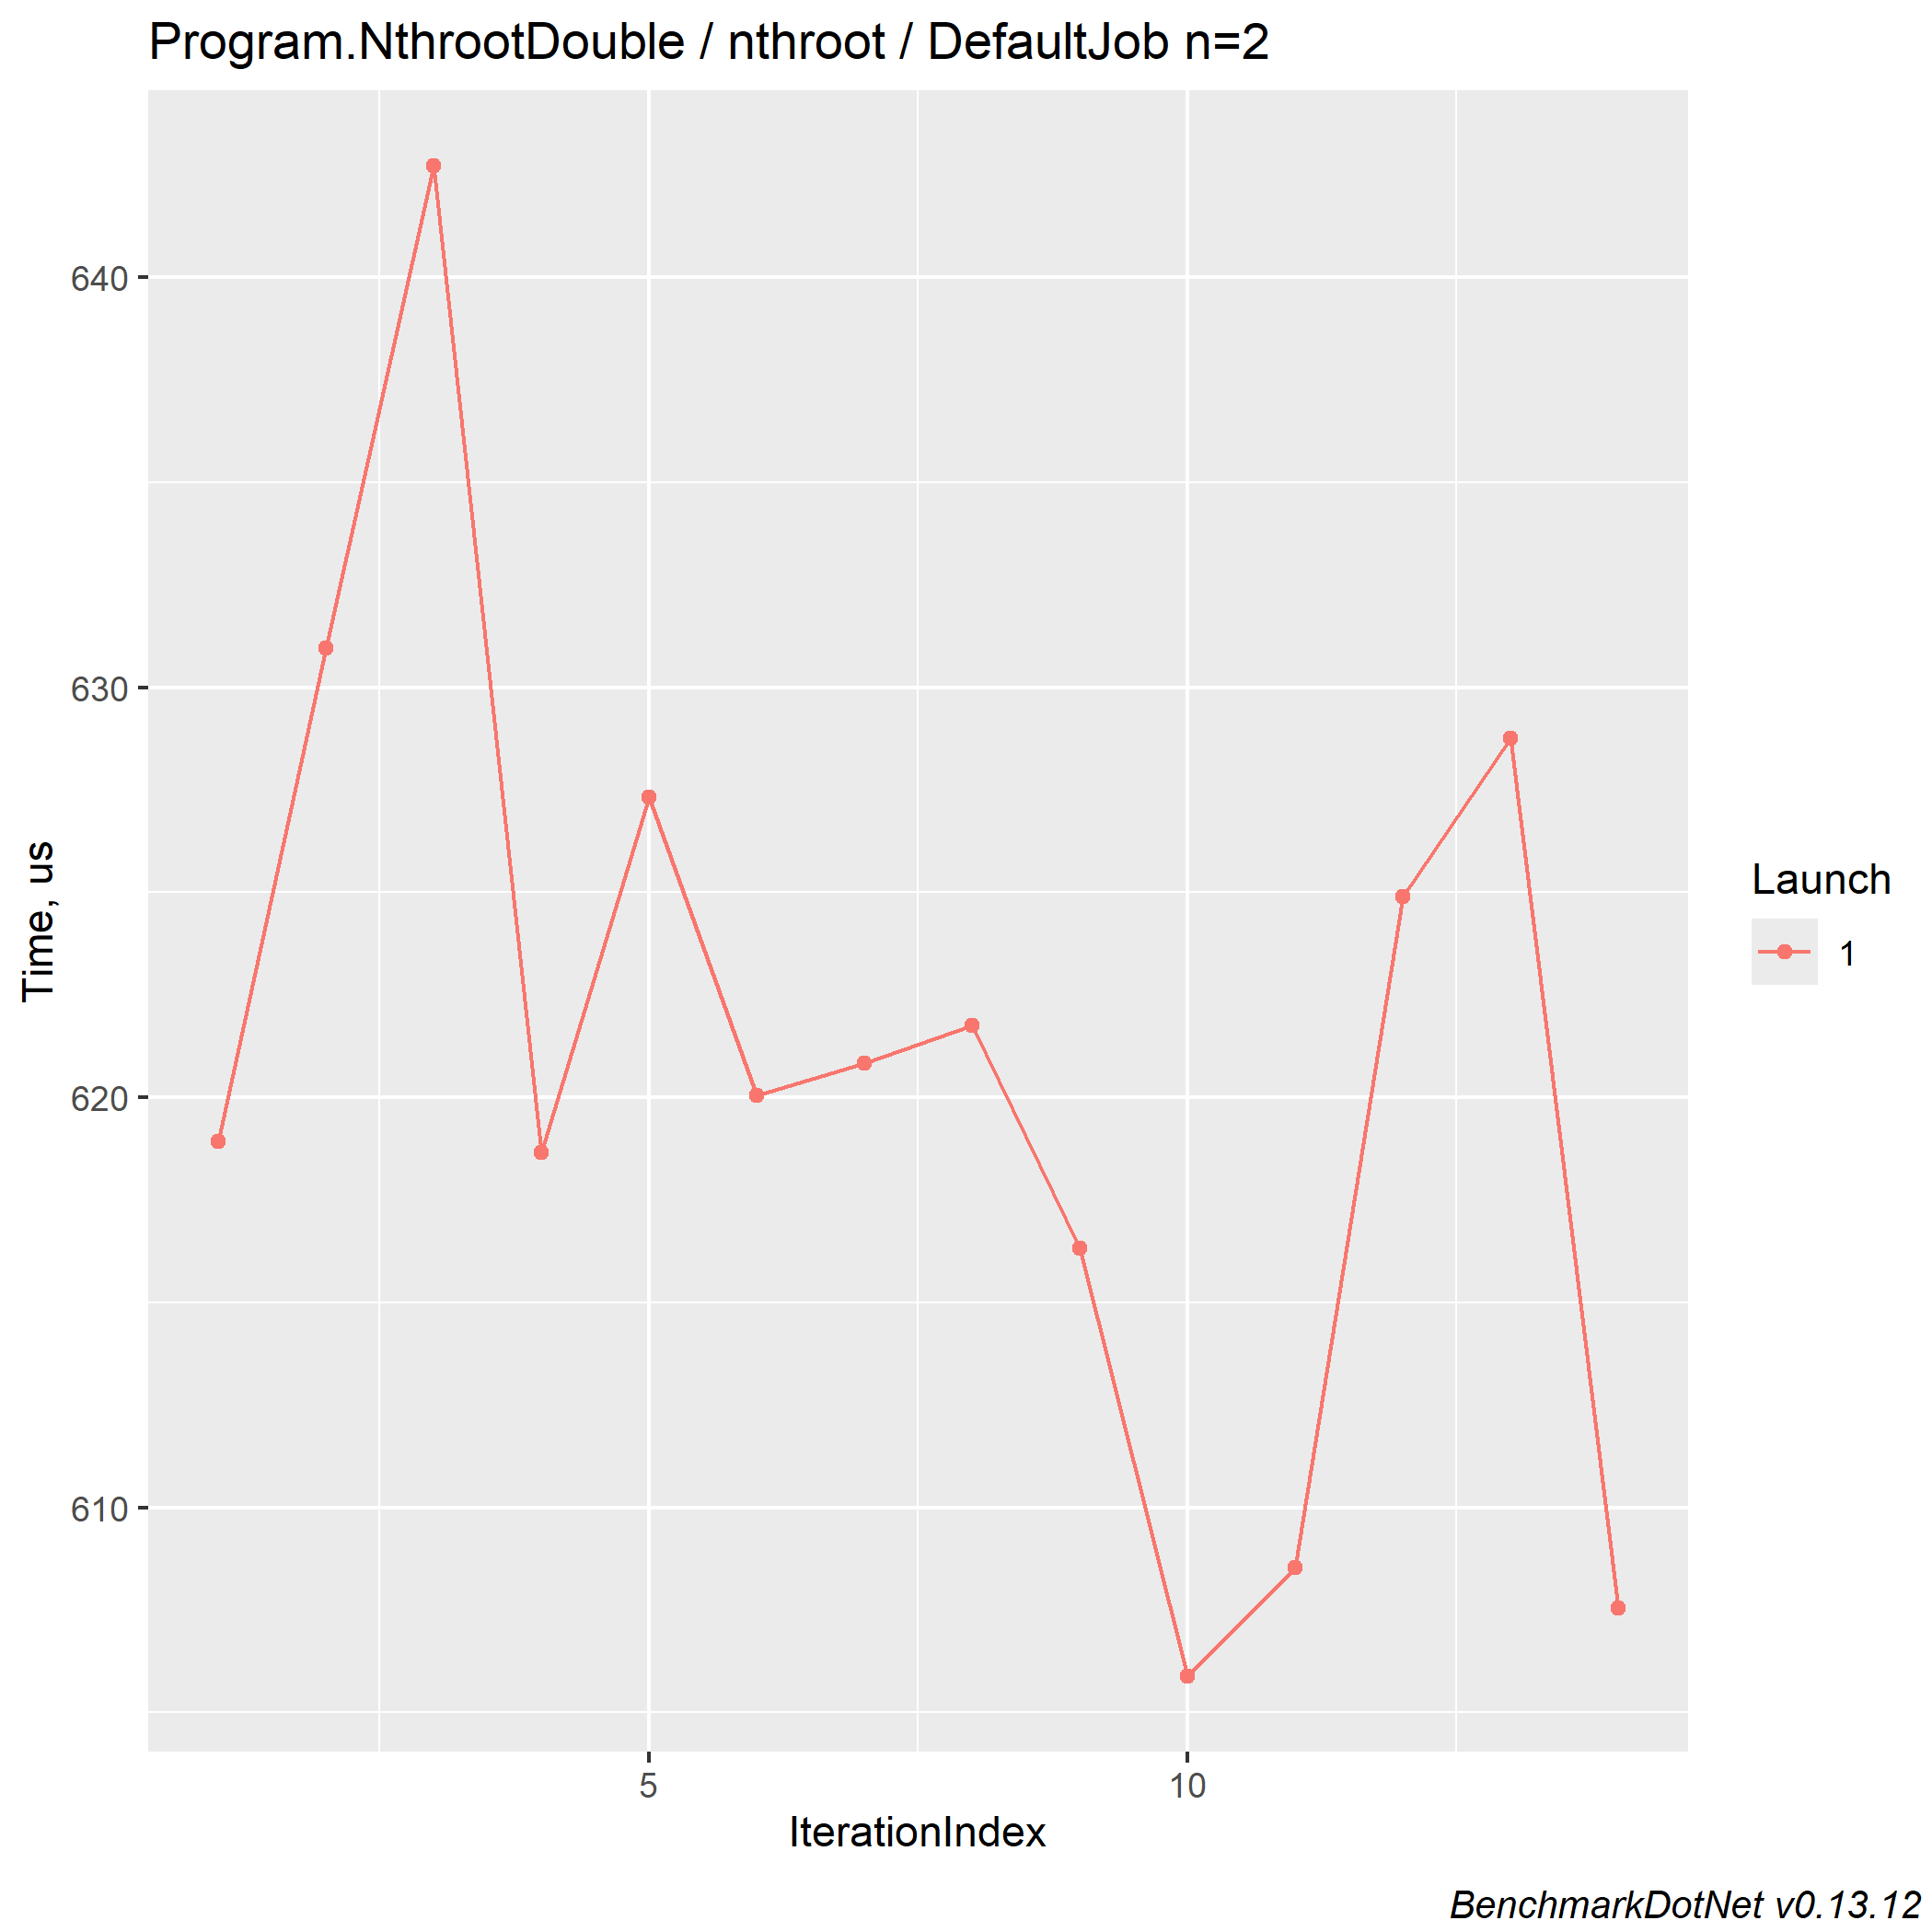 Program.NthrootDouble / nthroot / DefaultJob n=2
Time, us
640
630
620
610
5
10
IterationIndex
Launch
1
BenchmarkDotNet v0.13.12